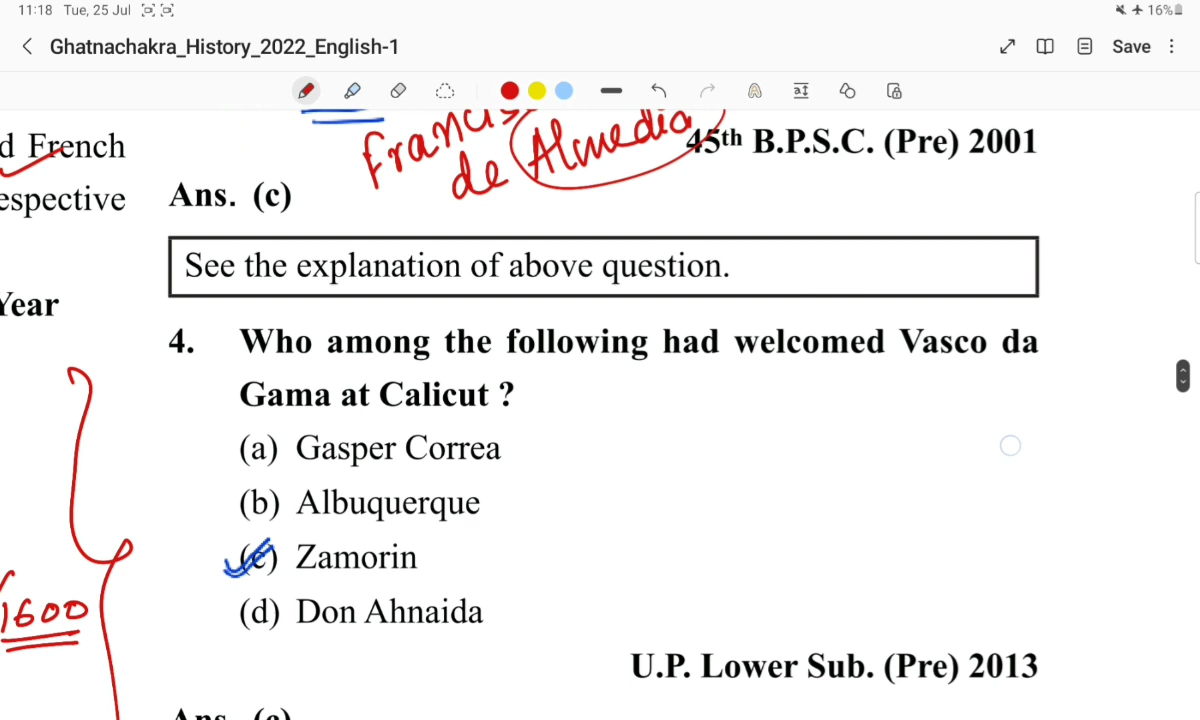 11:18 Tue, 25 Jul
16%
Ghatnachakra_History_2022_English-1
Save
d French
espective
Year
1600
de Almedia
45th B.P.S.C. (Pre) 2001
Ans. (c)
See the explanation of above question.
4. Who among the following had welcomed Vasco da
Gama at Calicut ?
(a) Gasper Correa
(b) Albuquerque
(c) Zamorin
(d) Don Ahnaida
U.P. Lower Sub. (Pre) 2013
Ans. (c)